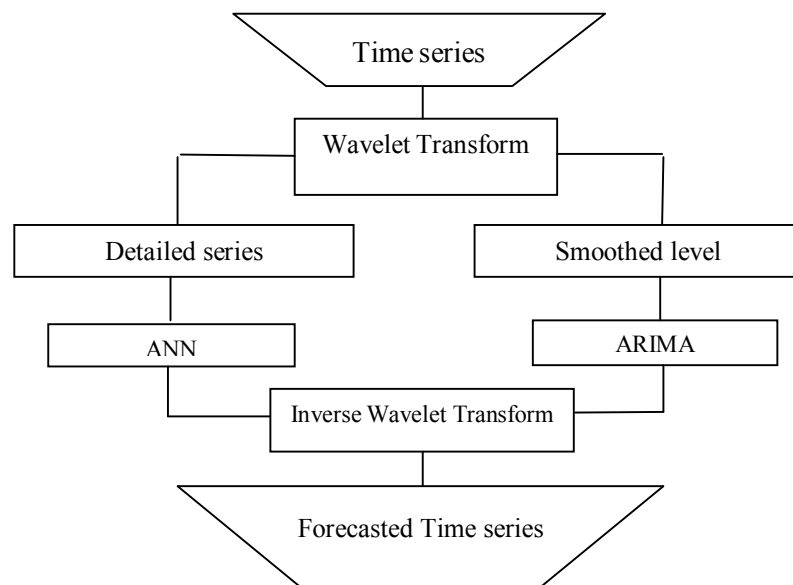 Time series
Wavelet Transform
Detailed series
Smoothed level
ANN
ARIMA
Inverse Wavelet Transform
Forecasted Time series